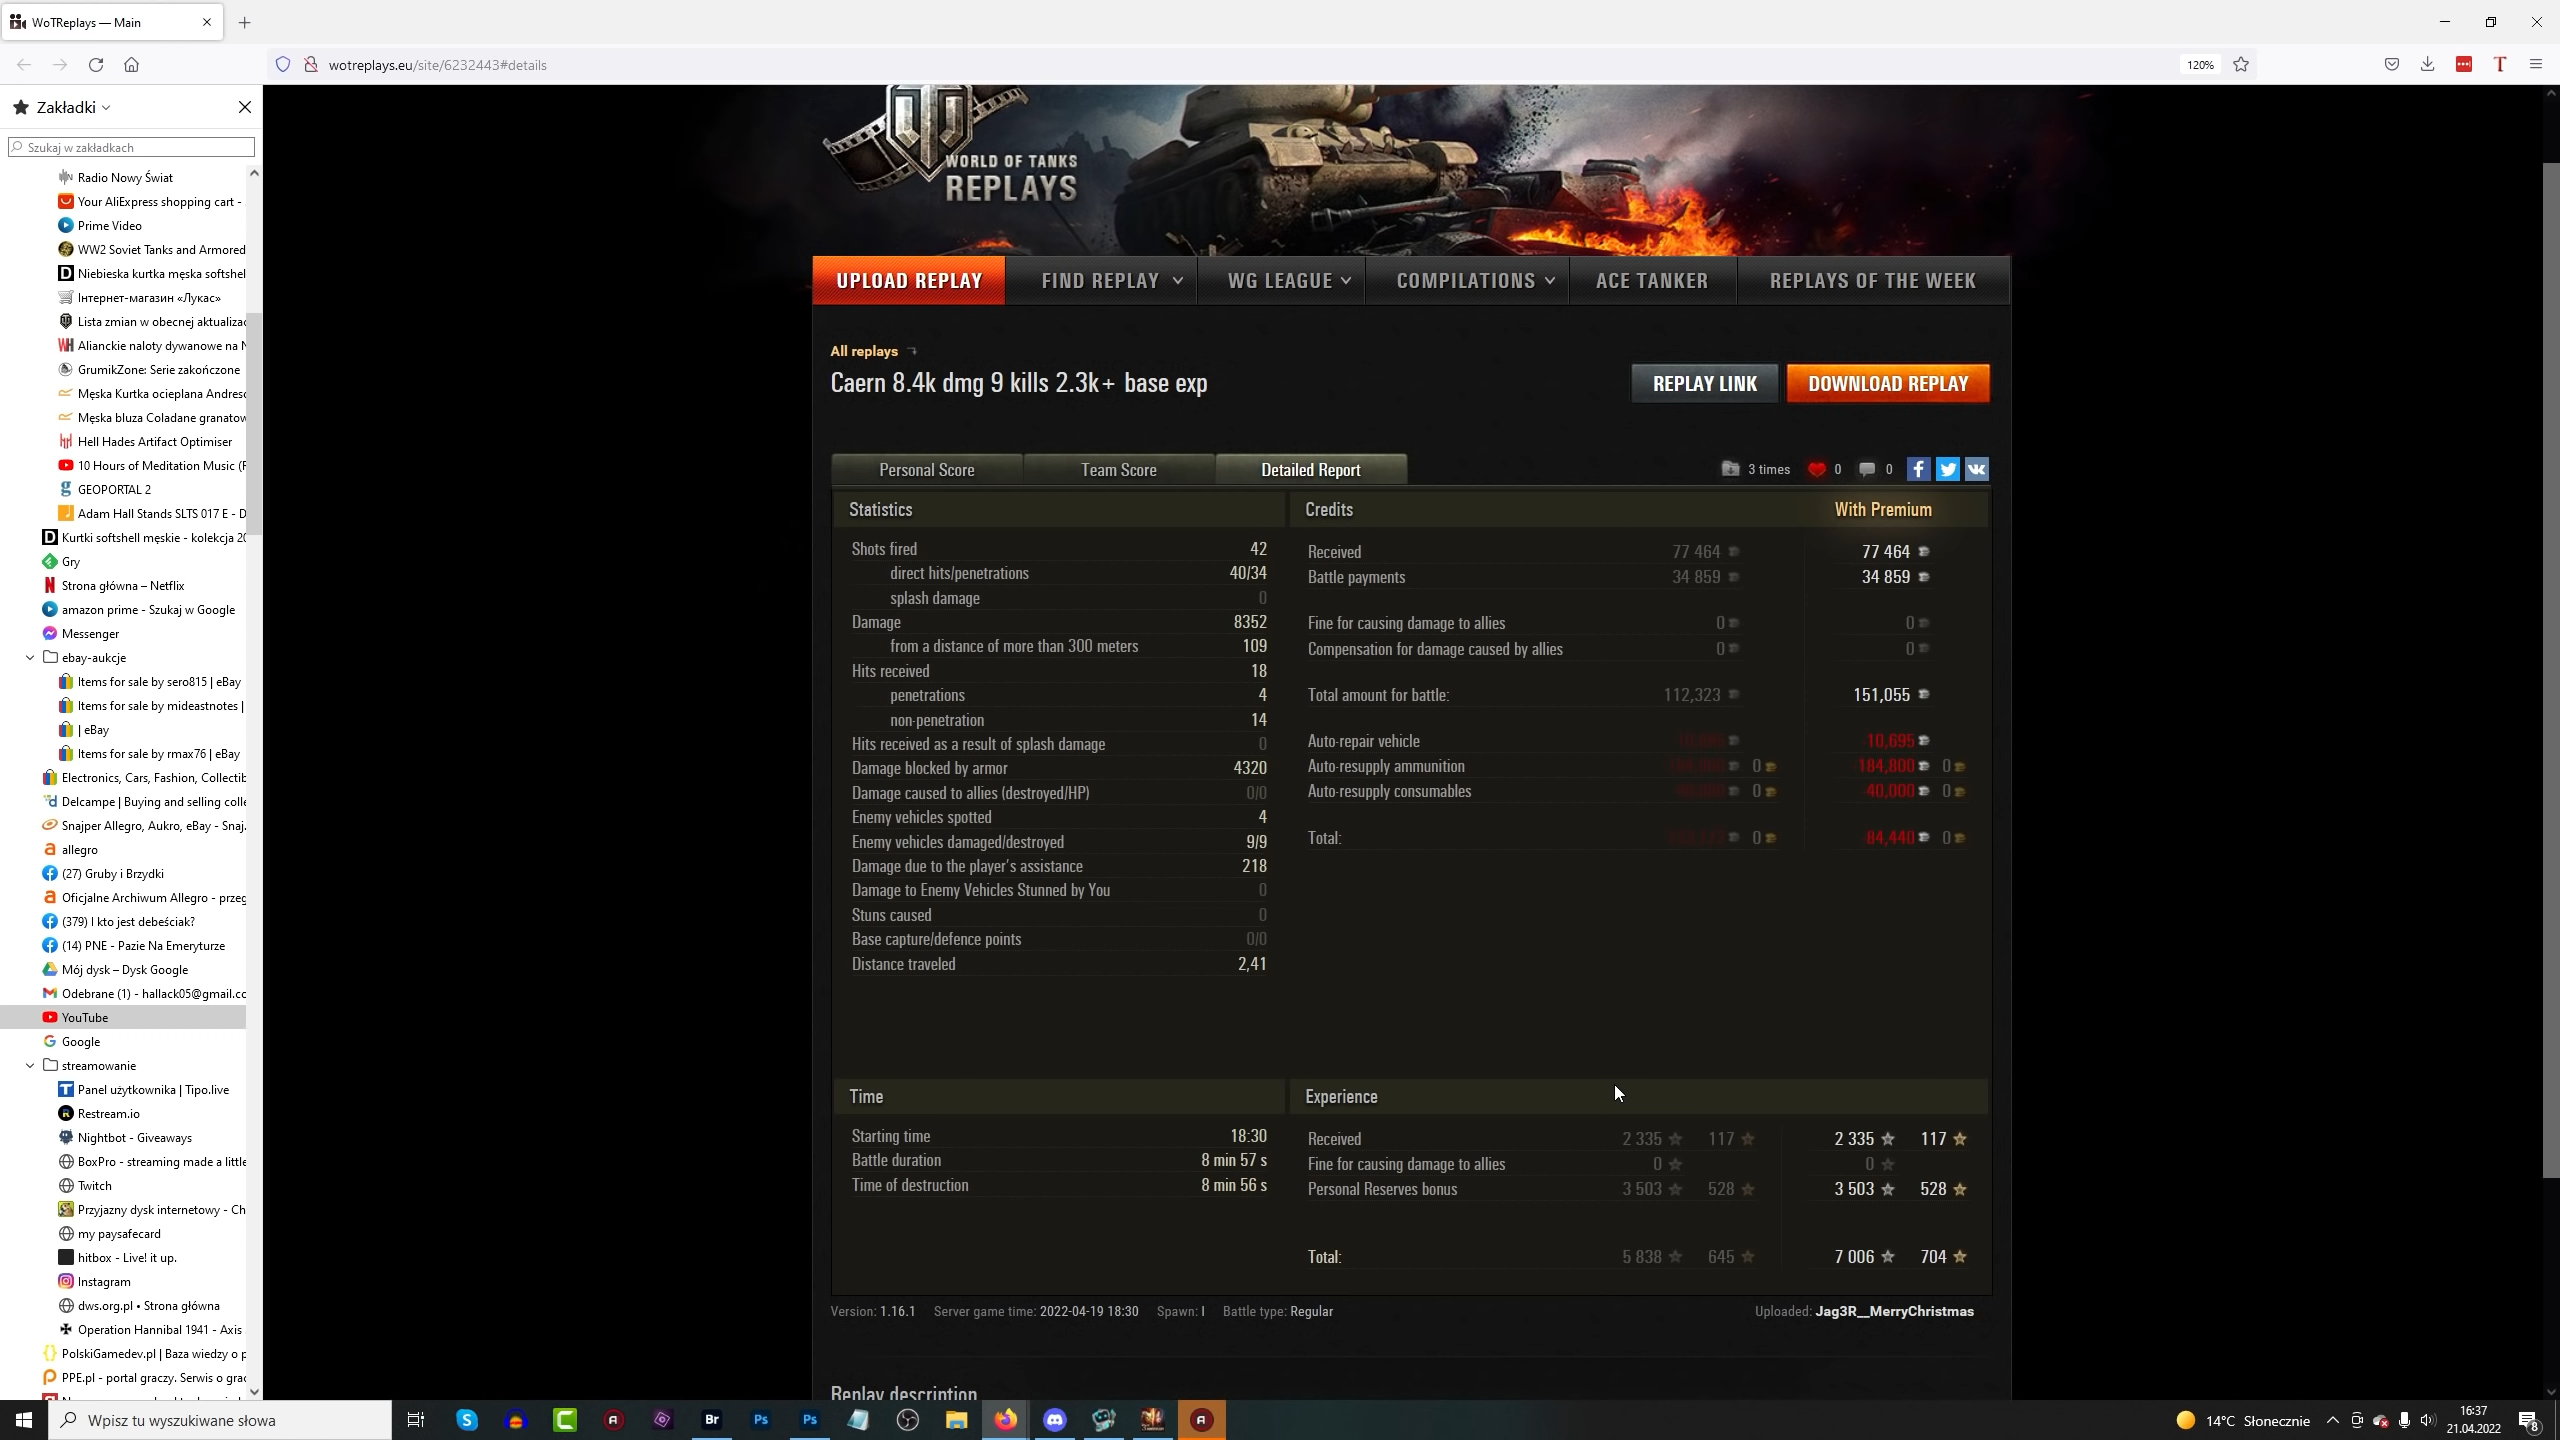 WoTReplays — Main
wotreplays.eu/site/6232443#details
120%
Zakładki
Szukaj w zakładkach
Radio Nowy Świat
Your AliExpress shopping cart -
Prime Video
WW2 Soviet Tanks and Armored
Niebieska kurtka męska softshel
Інтернет-магазин «Лукас»
Lista zmian w obecnej aktualizac
Alianckie naloty dywanowe na N
GrumikZone: Serie zakończone
Męska Kurtka ocieplana Andresc
Męska bluza Coladane granatow
Hell Hades Artifact Optimiser
10 Hours of Meditation Music (F
GEOPORTAL 2
Adam Hall Stands SLTS 017 E - D
Kurtki softshell męskie - kolekcja 20
Gry
Strona główna – Netflix
amazon prime - Szukaj w Google
Messenger
ebay-aukcje
Items for sale by sero815 | eBay
Items for sale by mideastnotes |
| eBay
Items for sale by rmax76 | eBay
Electronics, Cars, Fashion, Collectib
Delcampe | Buying and selling colle
Snajper Allegro, Aukro, eBay - Snaj.
allegro
(27) Gruby i Brzydki
Oficjalne Archiwum Allegro - przeg
(379) I kto jest debeściak?
(14) PNE - Pazie Na Emeryturze
Mój dysk – Dysk Google
Odebrane (1) - hallack05@gmail.cc
YouTube
Google
streamowanie
Panel użytkownika | Tipo.live
Restream.io
Nightbot - Giveaways
BoxPro - streaming made a little
Twitch
Przyjazny dysk internetowy - Ch
my paysafecard
hitbox - Live! it up.
Instagram
dws.org.pl • Strona główna
Operation Hannibal 1941 - Axis
PolskiGamedev.pl | Baza wiedzy o p
PPE.pl - portal graczy. Serwis o grac
WORLD OF TANKS
REPLAYS
UPLOAD REPLAY FIND REPLAY WG LEAGUE COMPILATIONS ACE TANKER REPLAYS OF THE WEEK
All replays
Caern 8.4k dmg 9 kills 2.3k+ base exp
REPLAY LINK DOWNLOAD REPLAY
Personal Score Team Score Detailed Report 3 times 0 0
Statistics
Shots fired 42
direct hits/penetrations 40/34
splash damage 0
Damage 8352
from a distance of more than 300 meters 109
Hits received 18
penetrations 4
non-penetration 14
Hits received as a result of splash damage 0
Damage blocked by armor 4320
Damage caused to allies (destroyed/HP) 0/0
Enemy vehicles spotted 4
Enemy vehicles damaged/destroyed 9/9
Damage due to the player's assistance 218
Damage to Enemy Vehicles Stunned by You 0
Stuns caused 0
Base capture/defence points 0/0
Distance traveled 2,41
Credits With Premium
Received 77 464 77 464
Battle payments 34 859 34 859
Fine for causing damage to allies 0 0
Compensation for damage caused by allies 0 0
Total amount for battle: 112,323 151,055
Auto-repair vehicle -10,695
Auto-resupply ammunition 0 -184,800 0
Auto-resupply consumables 0 -40,000 0
Total: 0 -84,440 0
Time
Starting time 18:30
Battle duration 8 min 57 s
Time of destruction 8 min 56 s
Experience
Received 2 335 117 2 335 117
Fine for causing damage to allies 0 0
Personal Reserves bonus 3 503 528 3 503 528
Total: 5 838 645 7 006 704
Version: 1.16.1 Server game time: 2022-04-19 18:30 Spawn: I Battle type: Regular Uploaded: Jag3R__MerryChristmas
Replay description
Wpisz tu wyszukiwane słowa
14°C Słonecznie
16:37
21.04.2022
8